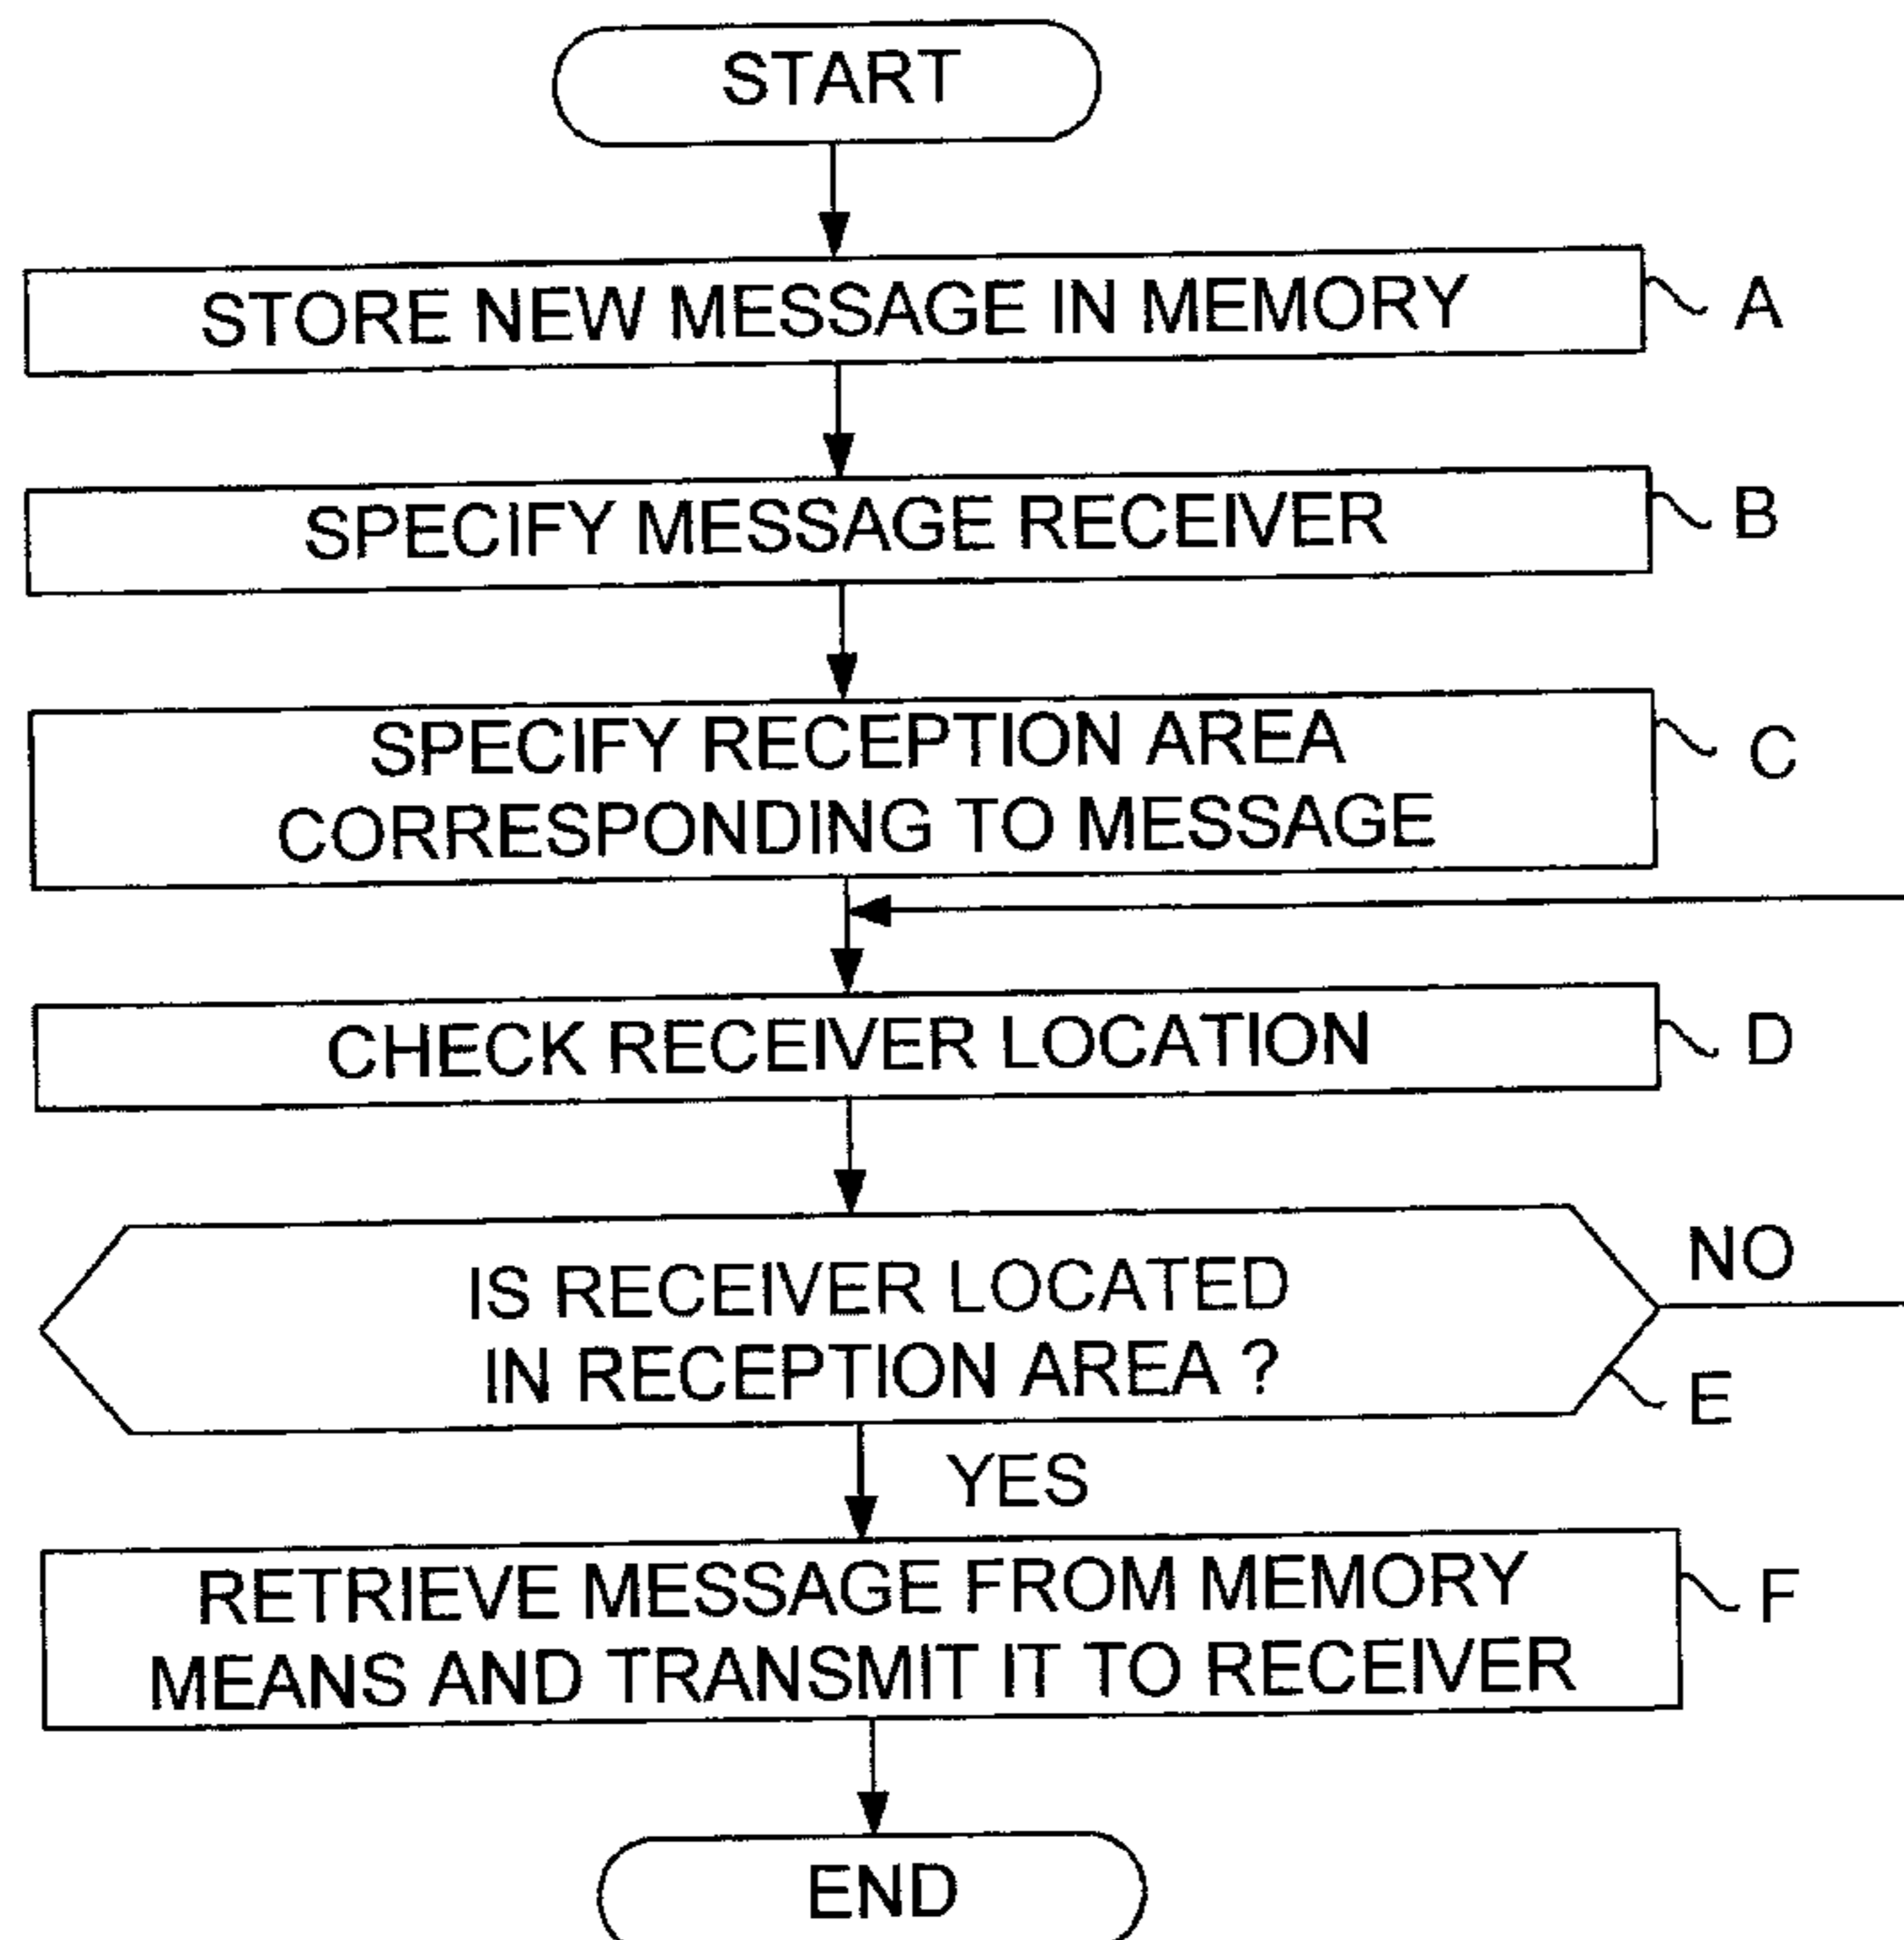 START
STORE NEW MESSAGE IN MEMORY
A
SPECIFY MESSAGE RECEIVER
B
SPECIFY RECEPTION AREA
CORRESPONDING TO MESSAGE
C
CHECK RECEIVER LOCATION
D
IS RECEIVER LOCATED
IN RECEPTION AREA ?
NO
E
YES
RETRIEVE MESSAGE FROM MEMORY
MEANS AND TRANSMIT IT TO RECEIVER
F
END